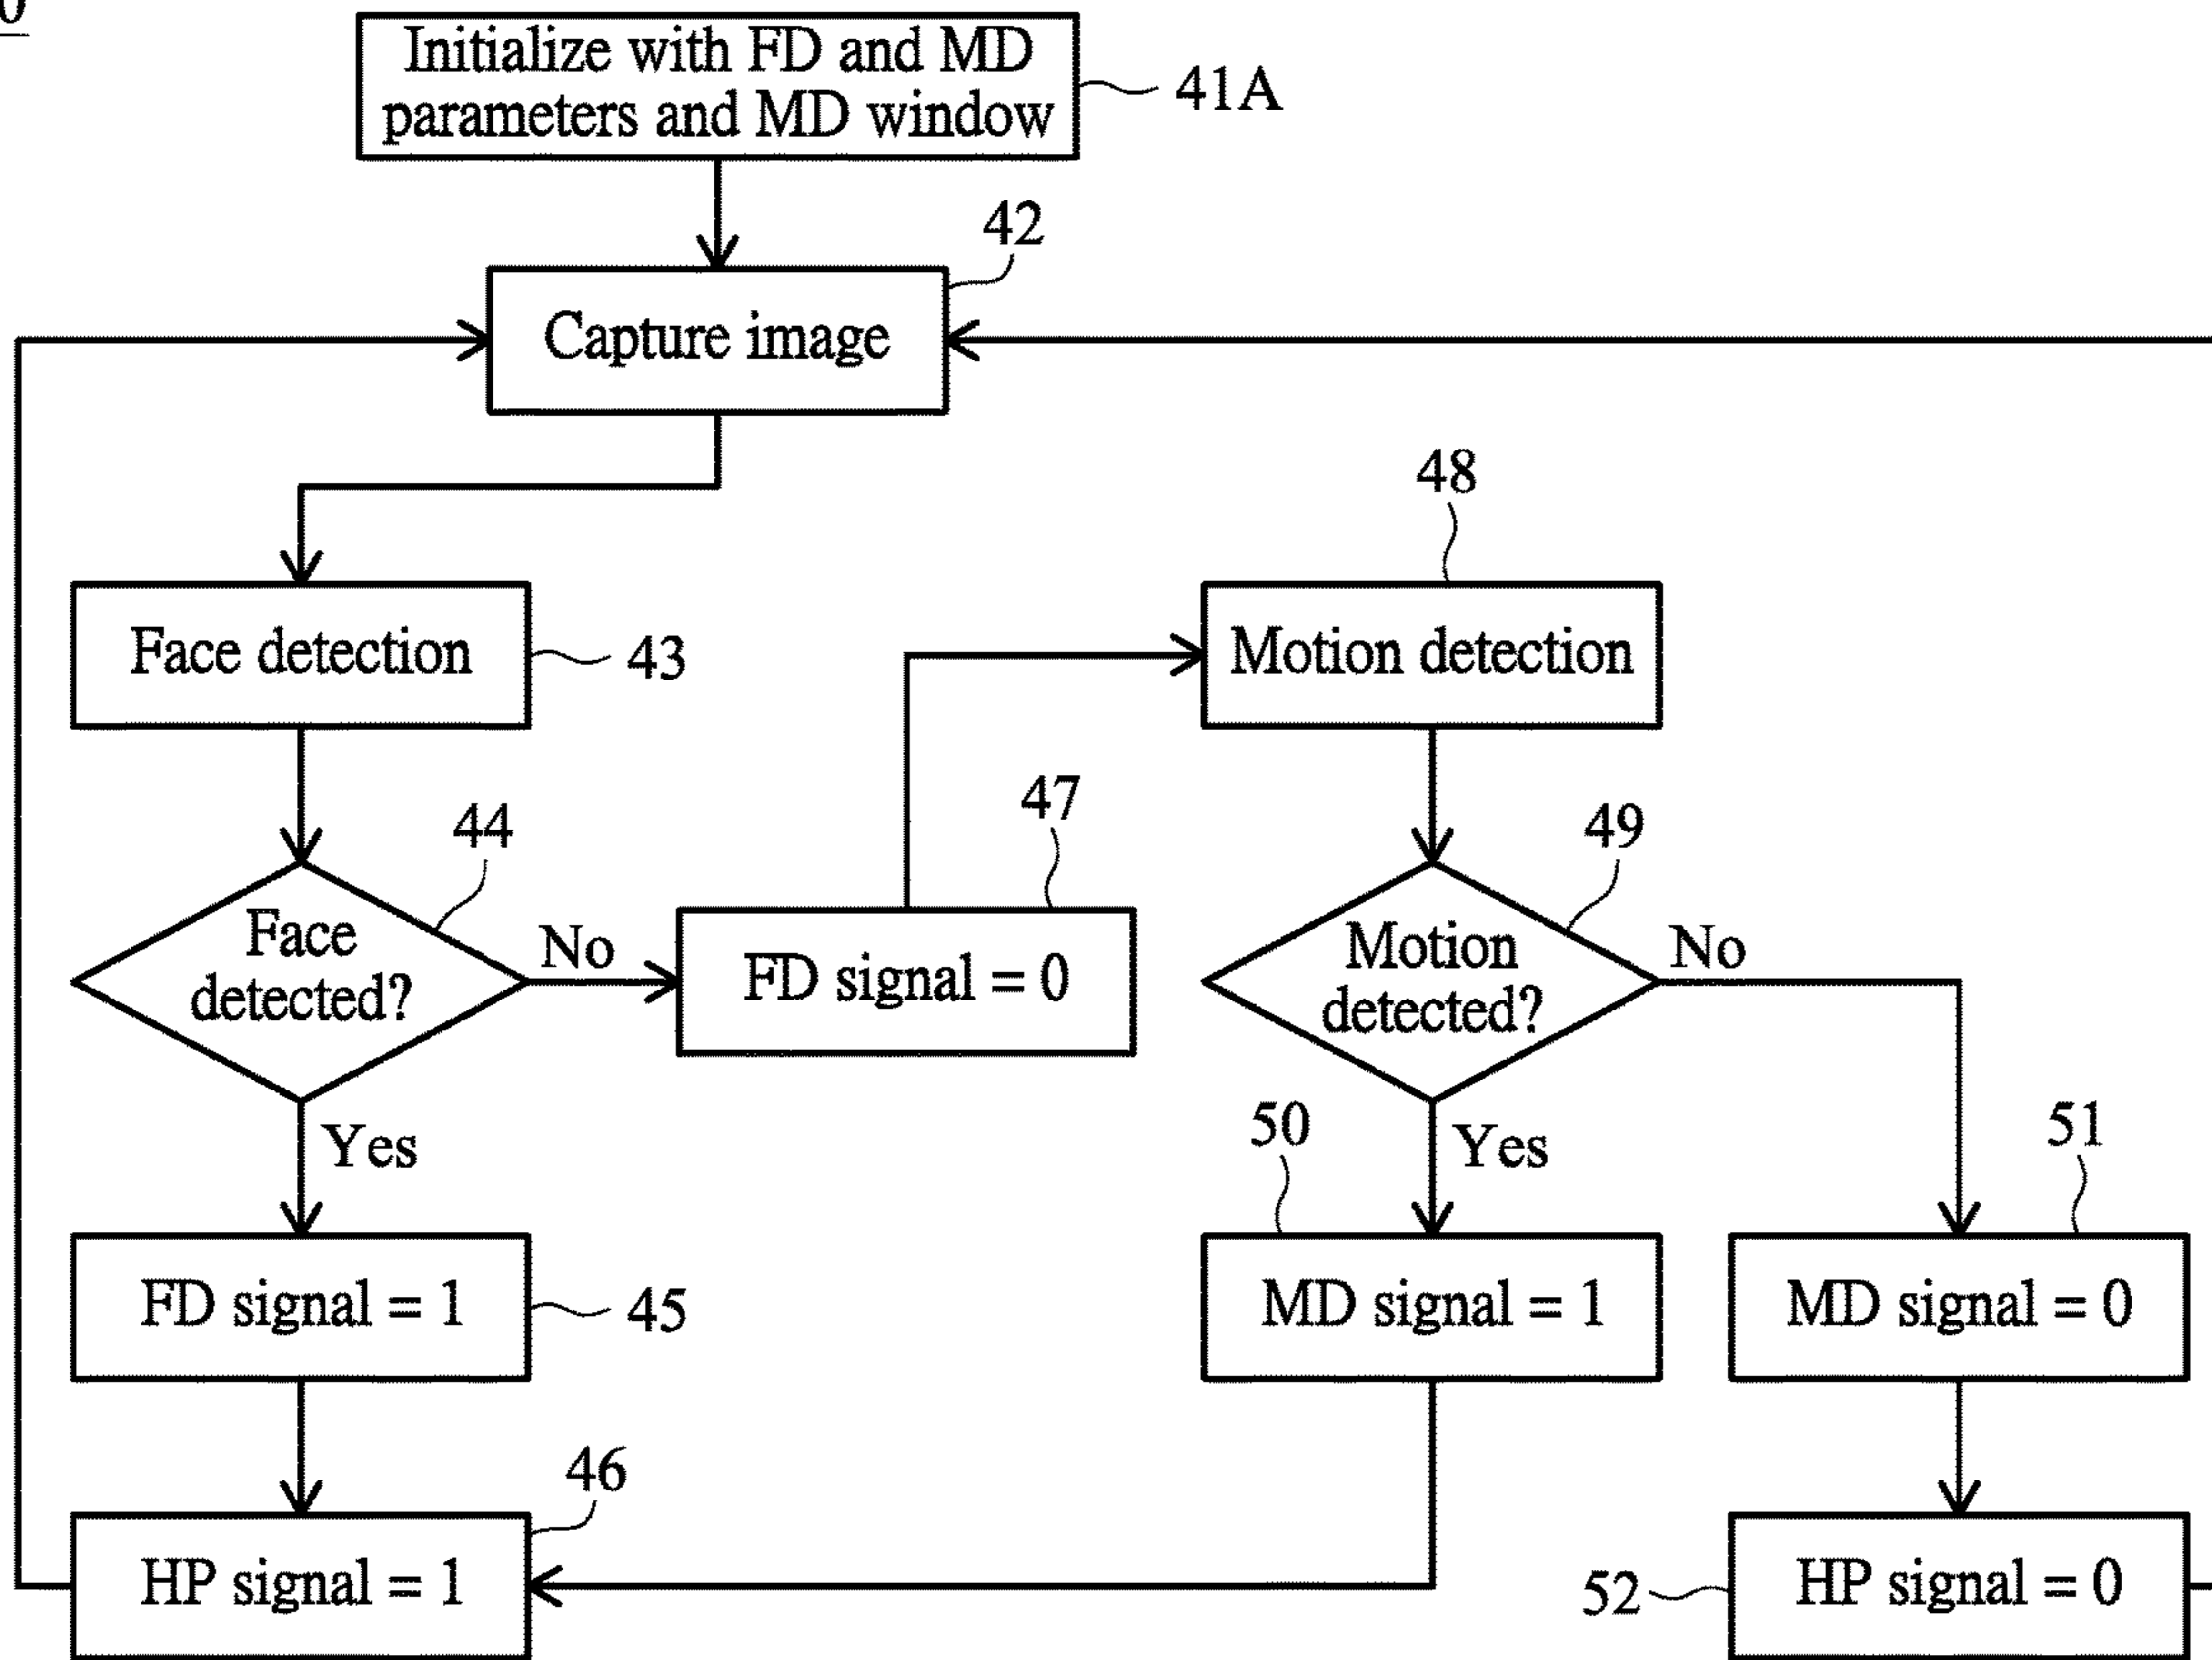 0
Initialize with FD and MD
parameters and MD window
41A
42
Capture image
48
Face detection
43
Motion detection
47
44
49
Face
detected?
No
FD signal = 0
Motion
detected?
No
Yes
50
Yes
51
FD signal = 1
45
MD signal = 1
MD signal = 0
46
HP signal = 1
52
HP signal = 0